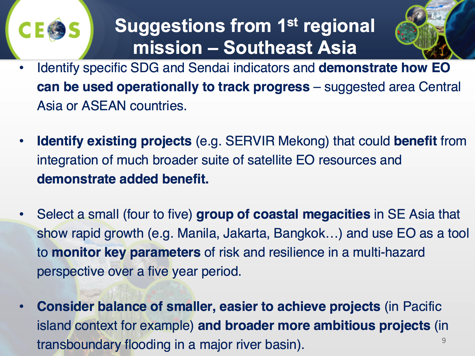 CEOS
Suggestions from 1st regional
mission – Southeast Asia
• Identify specific SDG and Sendai indicators and demonstrate how EO
can be used operationally to track progress – suggested area Central
Asia or ASEAN countries.
• Identify existing projects (e.g. SERVIR Mekong) that could benefit from
integration of much broader suite of satellite EO resources and
demonstrate added benefit.
• Select a small (four to five) group of coastal megacities in SE Asia that
show rapid growth (e.g. Manila, Jakarta, Bangkok…) and use EO as a tool
to monitor key parameters of risk and resilience in a multi-hazard
perspective over a five year period.
• Consider balance of smaller, easier to achieve projects (in Pacific
island context for example) and broader more ambitious projects (in
transboundary flooding in a major river basin).
9